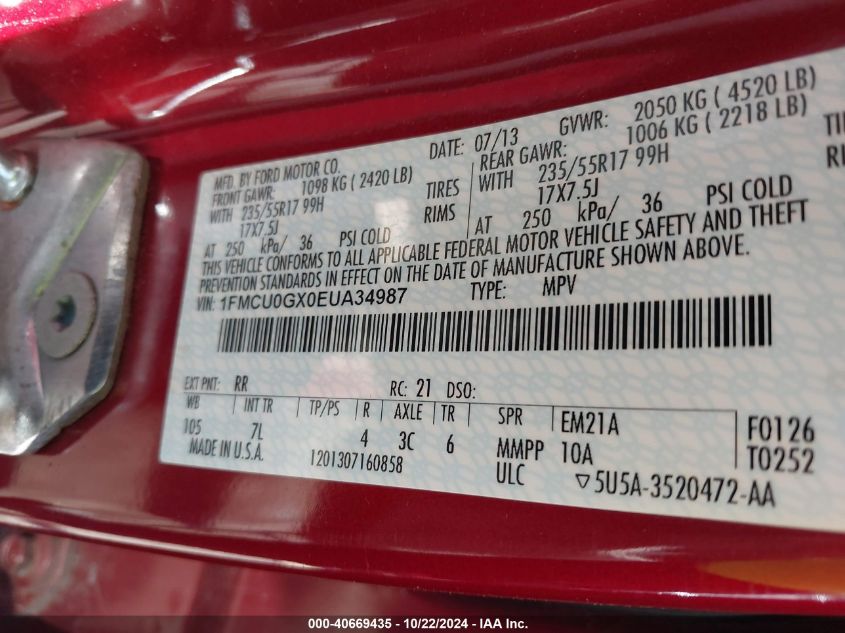 MFD. BY FORD MOTOR CO.
DATE: 07/13 GVWR: 2050 KG ( 4520 LB)
FRONT GAWR: 1098 KG ( 2420 LB) REAR GAWR: 1006 KG ( 2218 LB)
WITH 235/55R17 99H TIRES WITH 235/55R17 99H
17X7.5J RIMS 17X7.5J
AT 250 kPa/ 36 PSI COLD AT 250 kPa/ 36 PSI COLD
THIS VEHICLE CONFORMS TO ALL APPLICABLE FEDERAL MOTOR VEHICLE SAFETY AND THEFT
PREVENTION STANDARDS IN EFFECT ON THE DATE OF MANUFACTURE SHOWN ABOVE.
VIN: 1FMCU0GX0EUA34987 TYPE: MPV
EXT PNT: RR RC: 21 DSO:
WB INT TR TP/PS R AXLE TR SPR EM21A F0126
105 7L 4 3C 6 MMPP 10A T0252
MADE IN U.S.A. 1201307160858 ULC ▽5U5A-3520472-AA
000-40669435 - 10/22/2024 - IAA Inc.